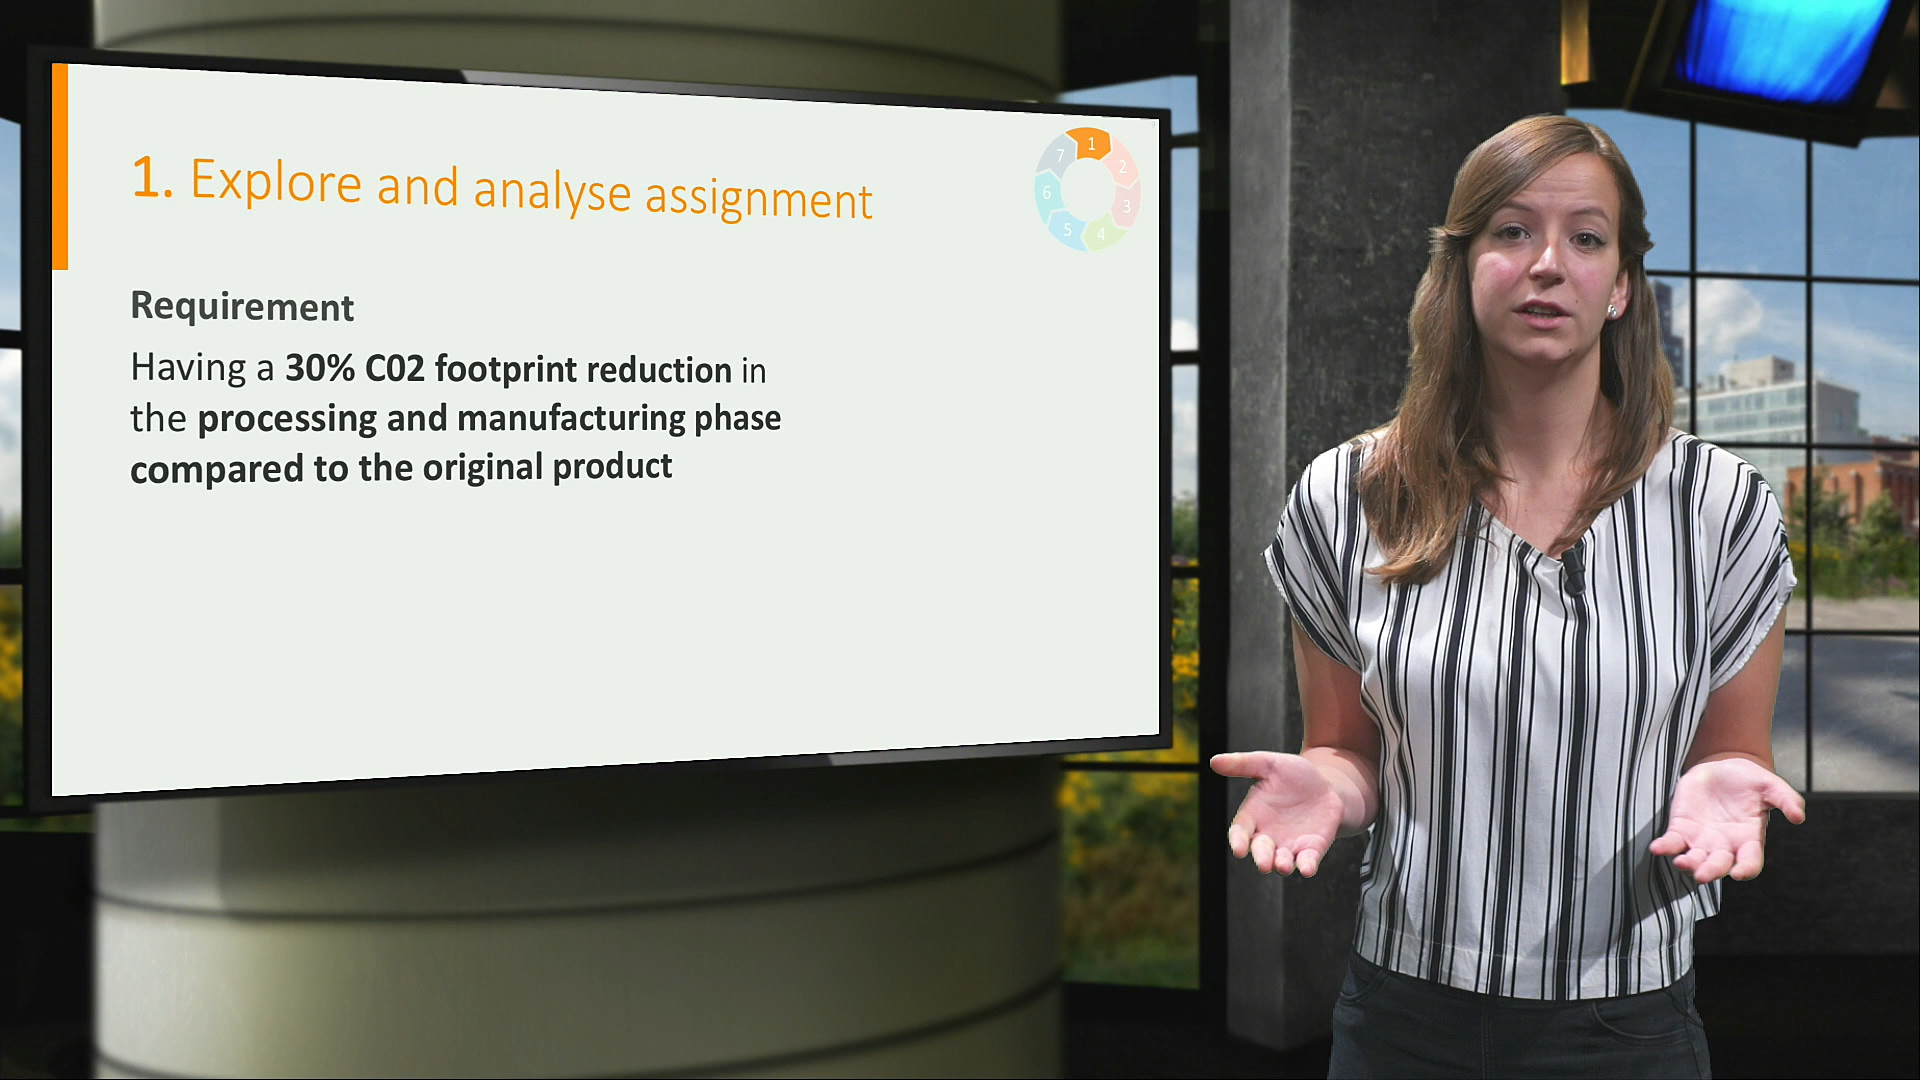 1. Explore and analyse assignment
1
2
3
4
5
6
7
Requirement
Having a 30% C02 footprint reduction in
the processing and manufacturing phase
compared to the original product